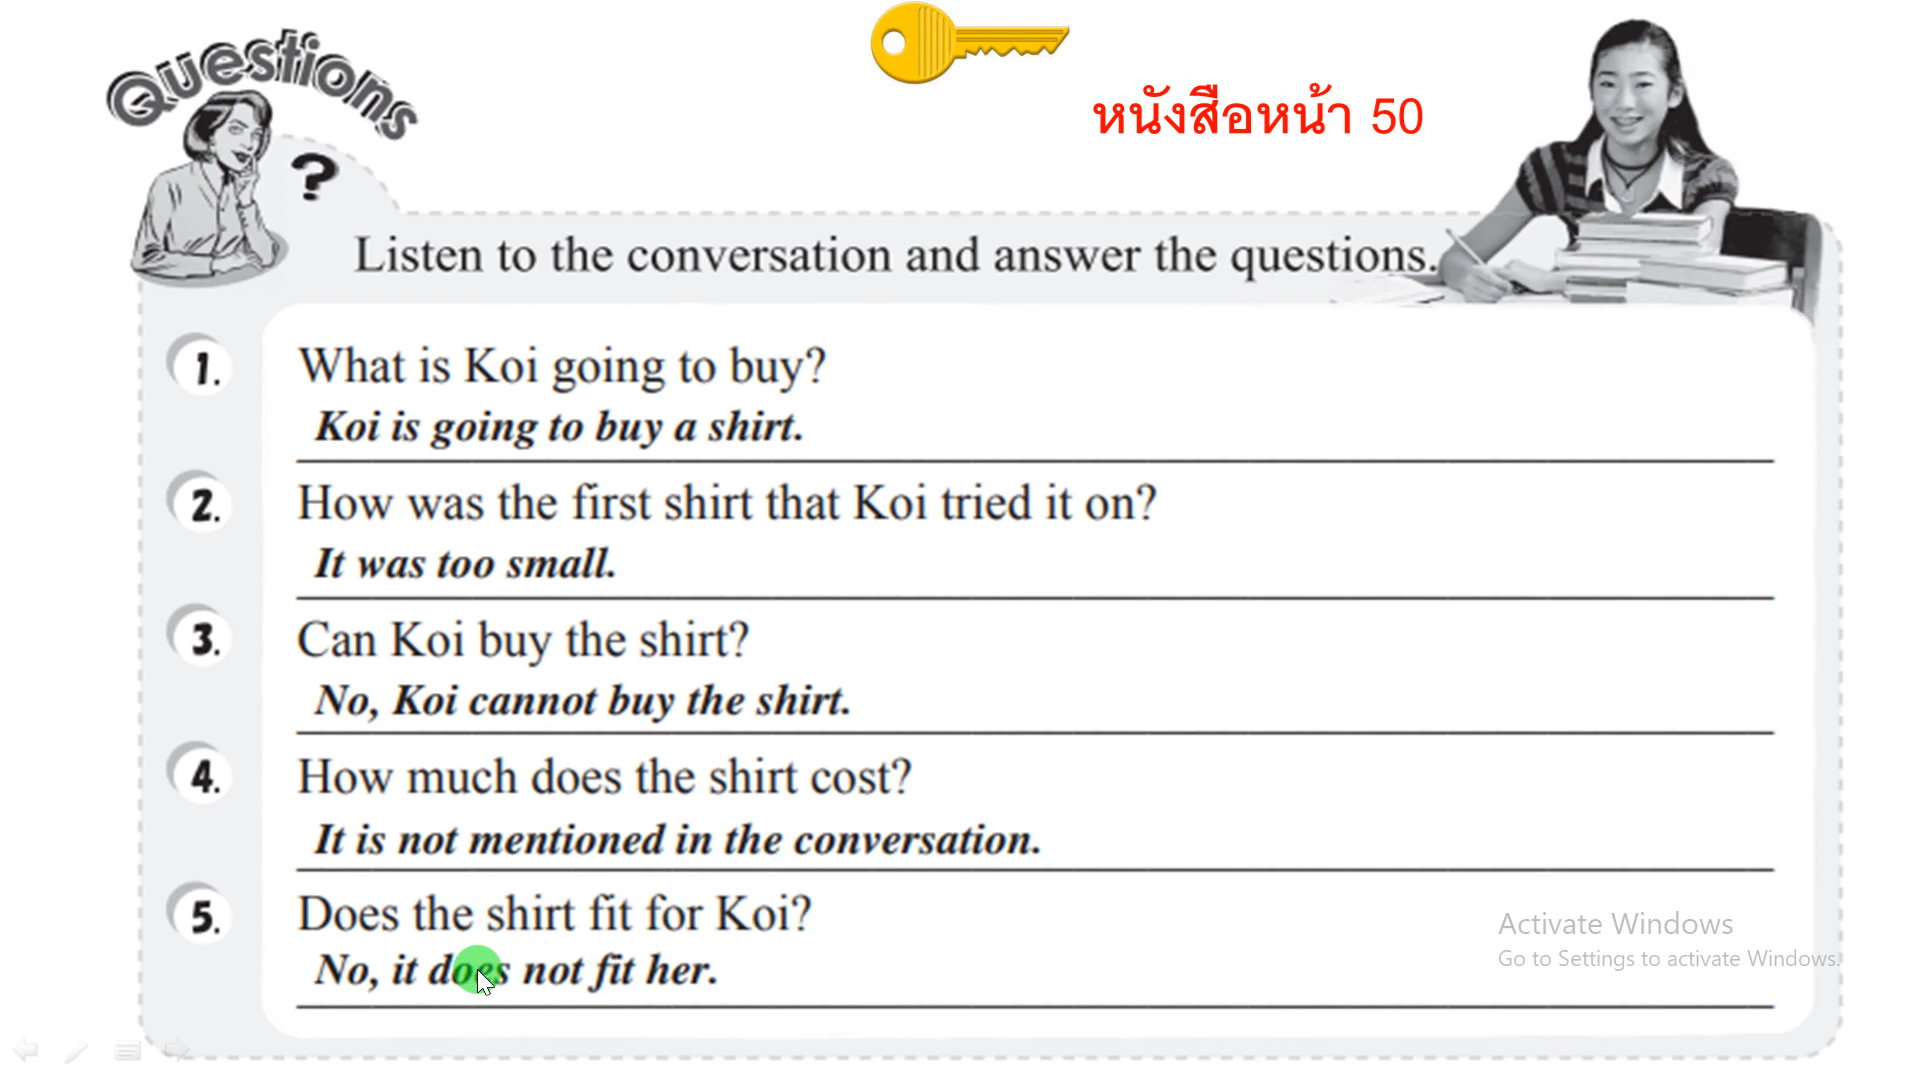 Questions
?
หนังสือหน้า 50
Listen to the conversation and answer the questions.
1. What is Koi going to buy?
Koi is going to buy a shirt.
2. How was the first shirt that Koi tried it on?
It was too small.
3. Can Koi buy the shirt?
No, Koi cannot buy the shirt.
4. How much does the shirt cost?
It is not mentioned in the conversation.
5. Does the shirt fit for Koi?
No, it does not fit her.
Activate Windows
Go to Settings to activate Windows.